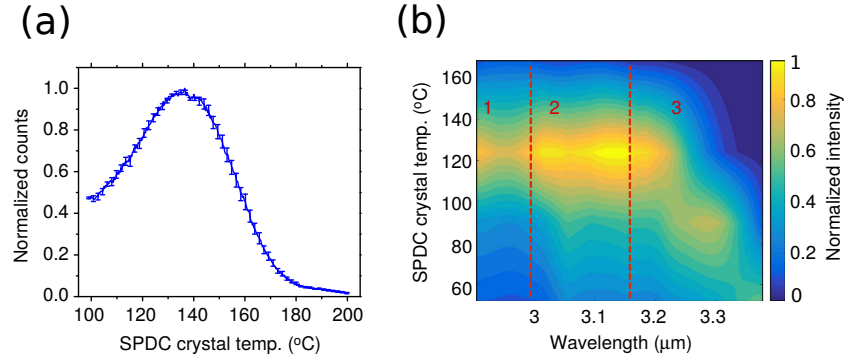 (a)
(b)
Normalized counts
1.0
0.8
0.6
0.4
0.2
0.0
100 120 140 160 180 200
SPDC crystal temp. (ºC)
SPDC crystal temp. (ºC)
160
140
120
100
80
60
1 2 3
3 3.1 3.2 3.3
Wavelength (μm)
1
0.8
0.6
0.4
0.2
0
Normalized intensity